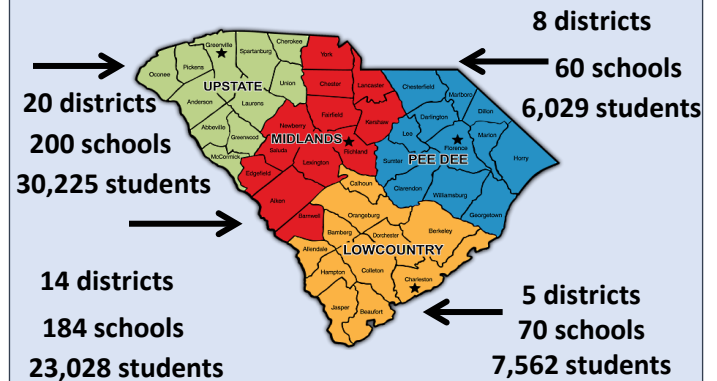 8 districts
60 schools
6,029 students
20 districts
200 schools
30,225 students
14 districts
184 schools
23,028 students
5 districts
70 schools
7,562 students
UPSTATE
Oconee
Pickens
Greenville
Spartanburg
Cherokee
Union
Anderson
Laurens
Abbeville
Greenwood
McCormick
MIDLANDS
York
Chester
Lancaster
Fairfield
Kershaw
Newberry
Saluda
Richland
Lexington
Edgefield
Aiken
Barnwell
PEE DEE
Chesterfield
Marlboro
Darlington
Dillon
Lee
Florence
Marion
Horry
Sumter
Clarendon
Williamsburg
Georgetown
LOWCOUNTRY
Calhoun
Orangeburg
Bamberg
Dorchester
Berkeley
Allendale
Hampton
Colleton
Charleston
Jasper
Beaufort